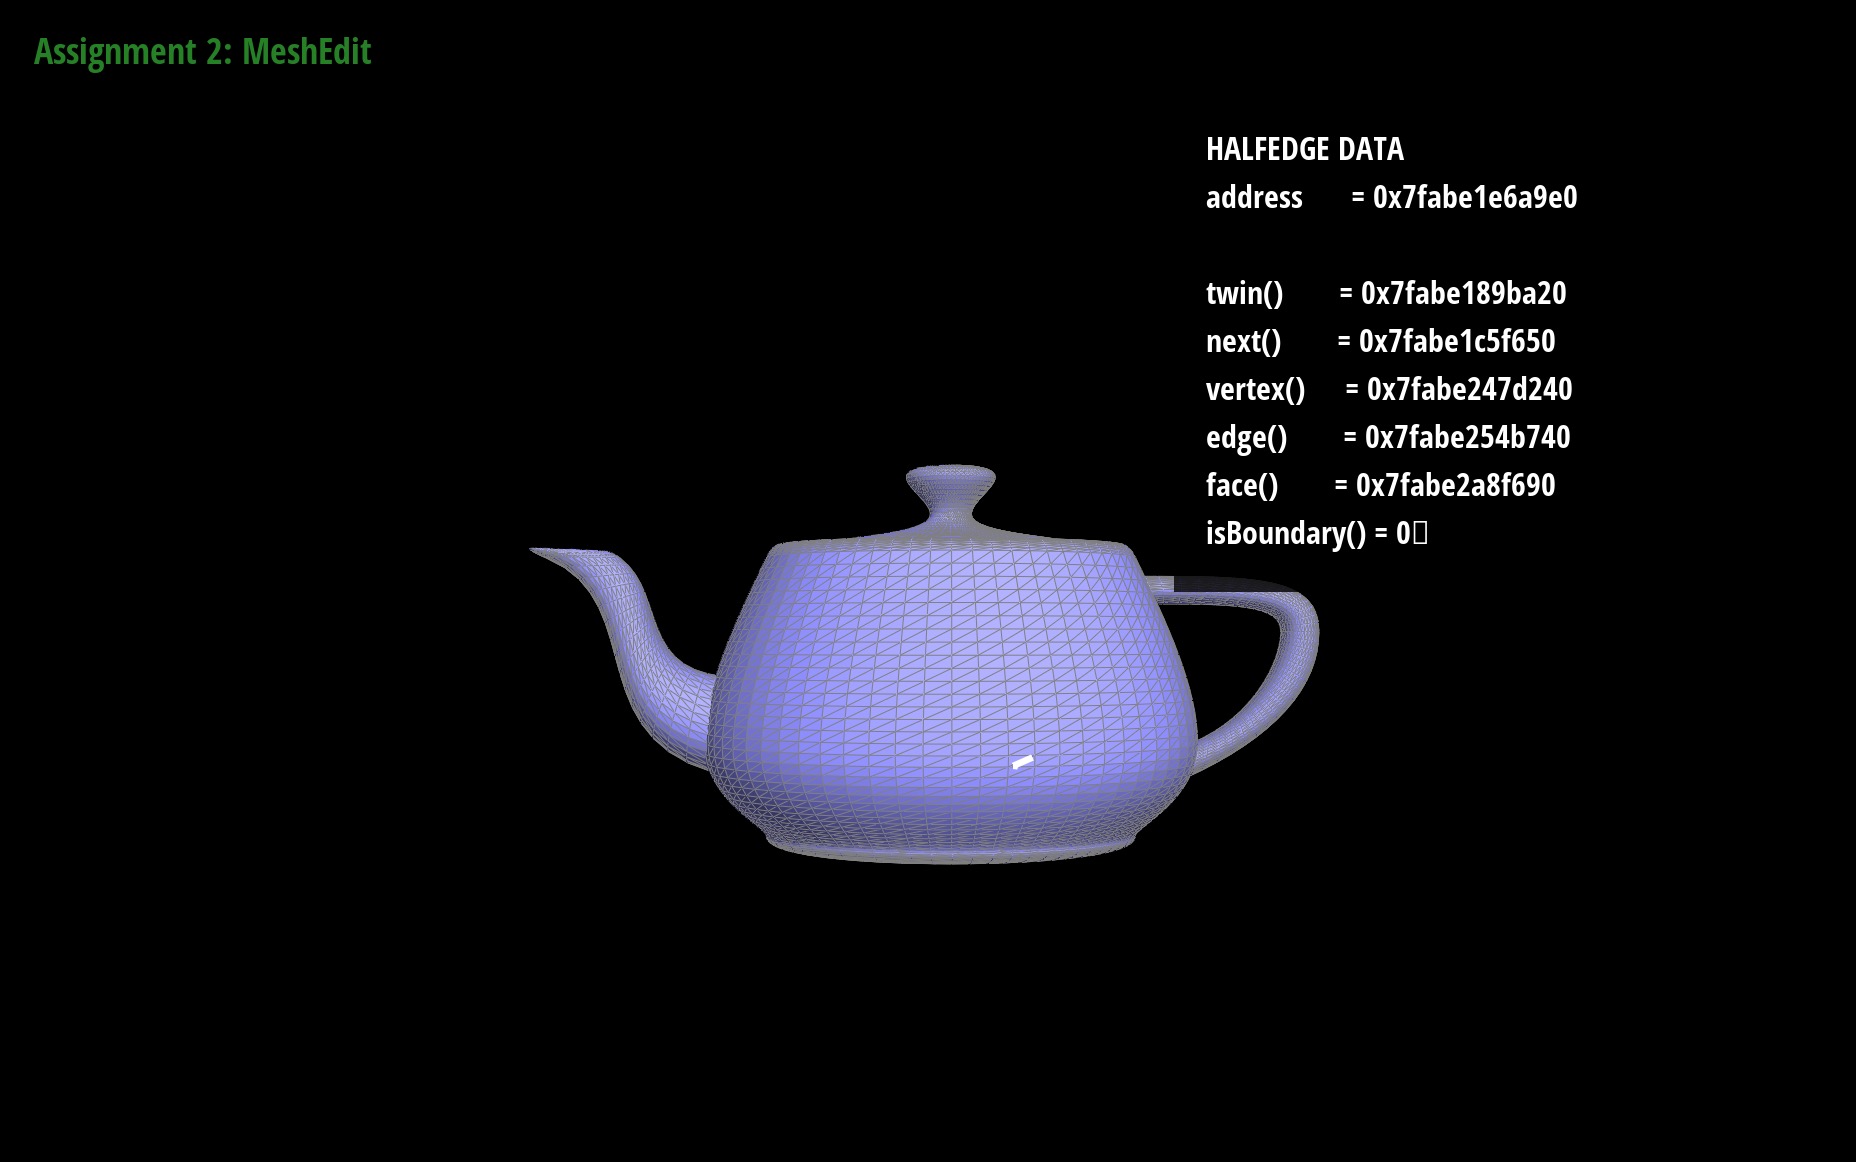 Assignment 2: MeshEdit
HALFEDGE DATA
address = 0x7fabe1e6a9e0
twin() = 0x7fabe189ba20
next() = 0x7fabe1c5f650
vertex() = 0x7fabe247d240
edge() = 0x7fabe254b740
face() = 0x7fabe2a8f690
isBoundary() = 0